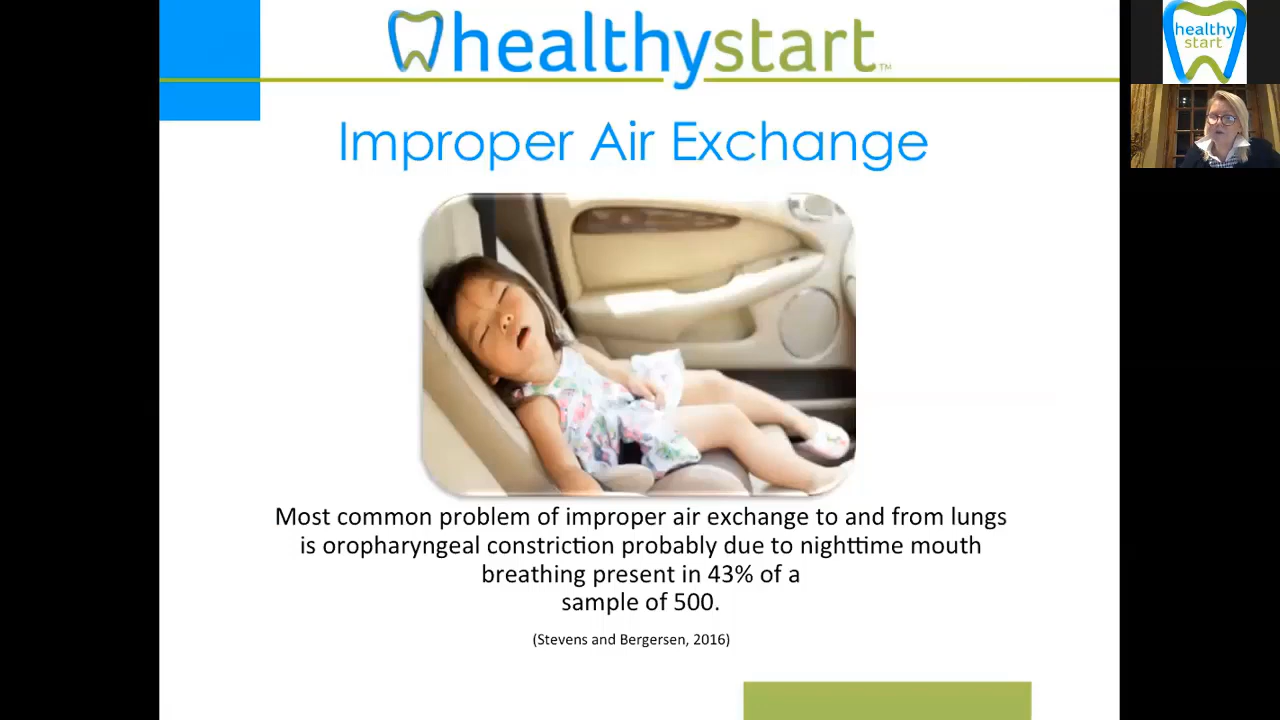 healthystart™
healthy
start
Improper Air Exchange
Most common problem of improper air exchange to and from lungs
is oropharyngeal constriction probably due to nighttime mouth
breathing present in 43% of a
sample of 500.
(Stevens and Bergersen, 2016)